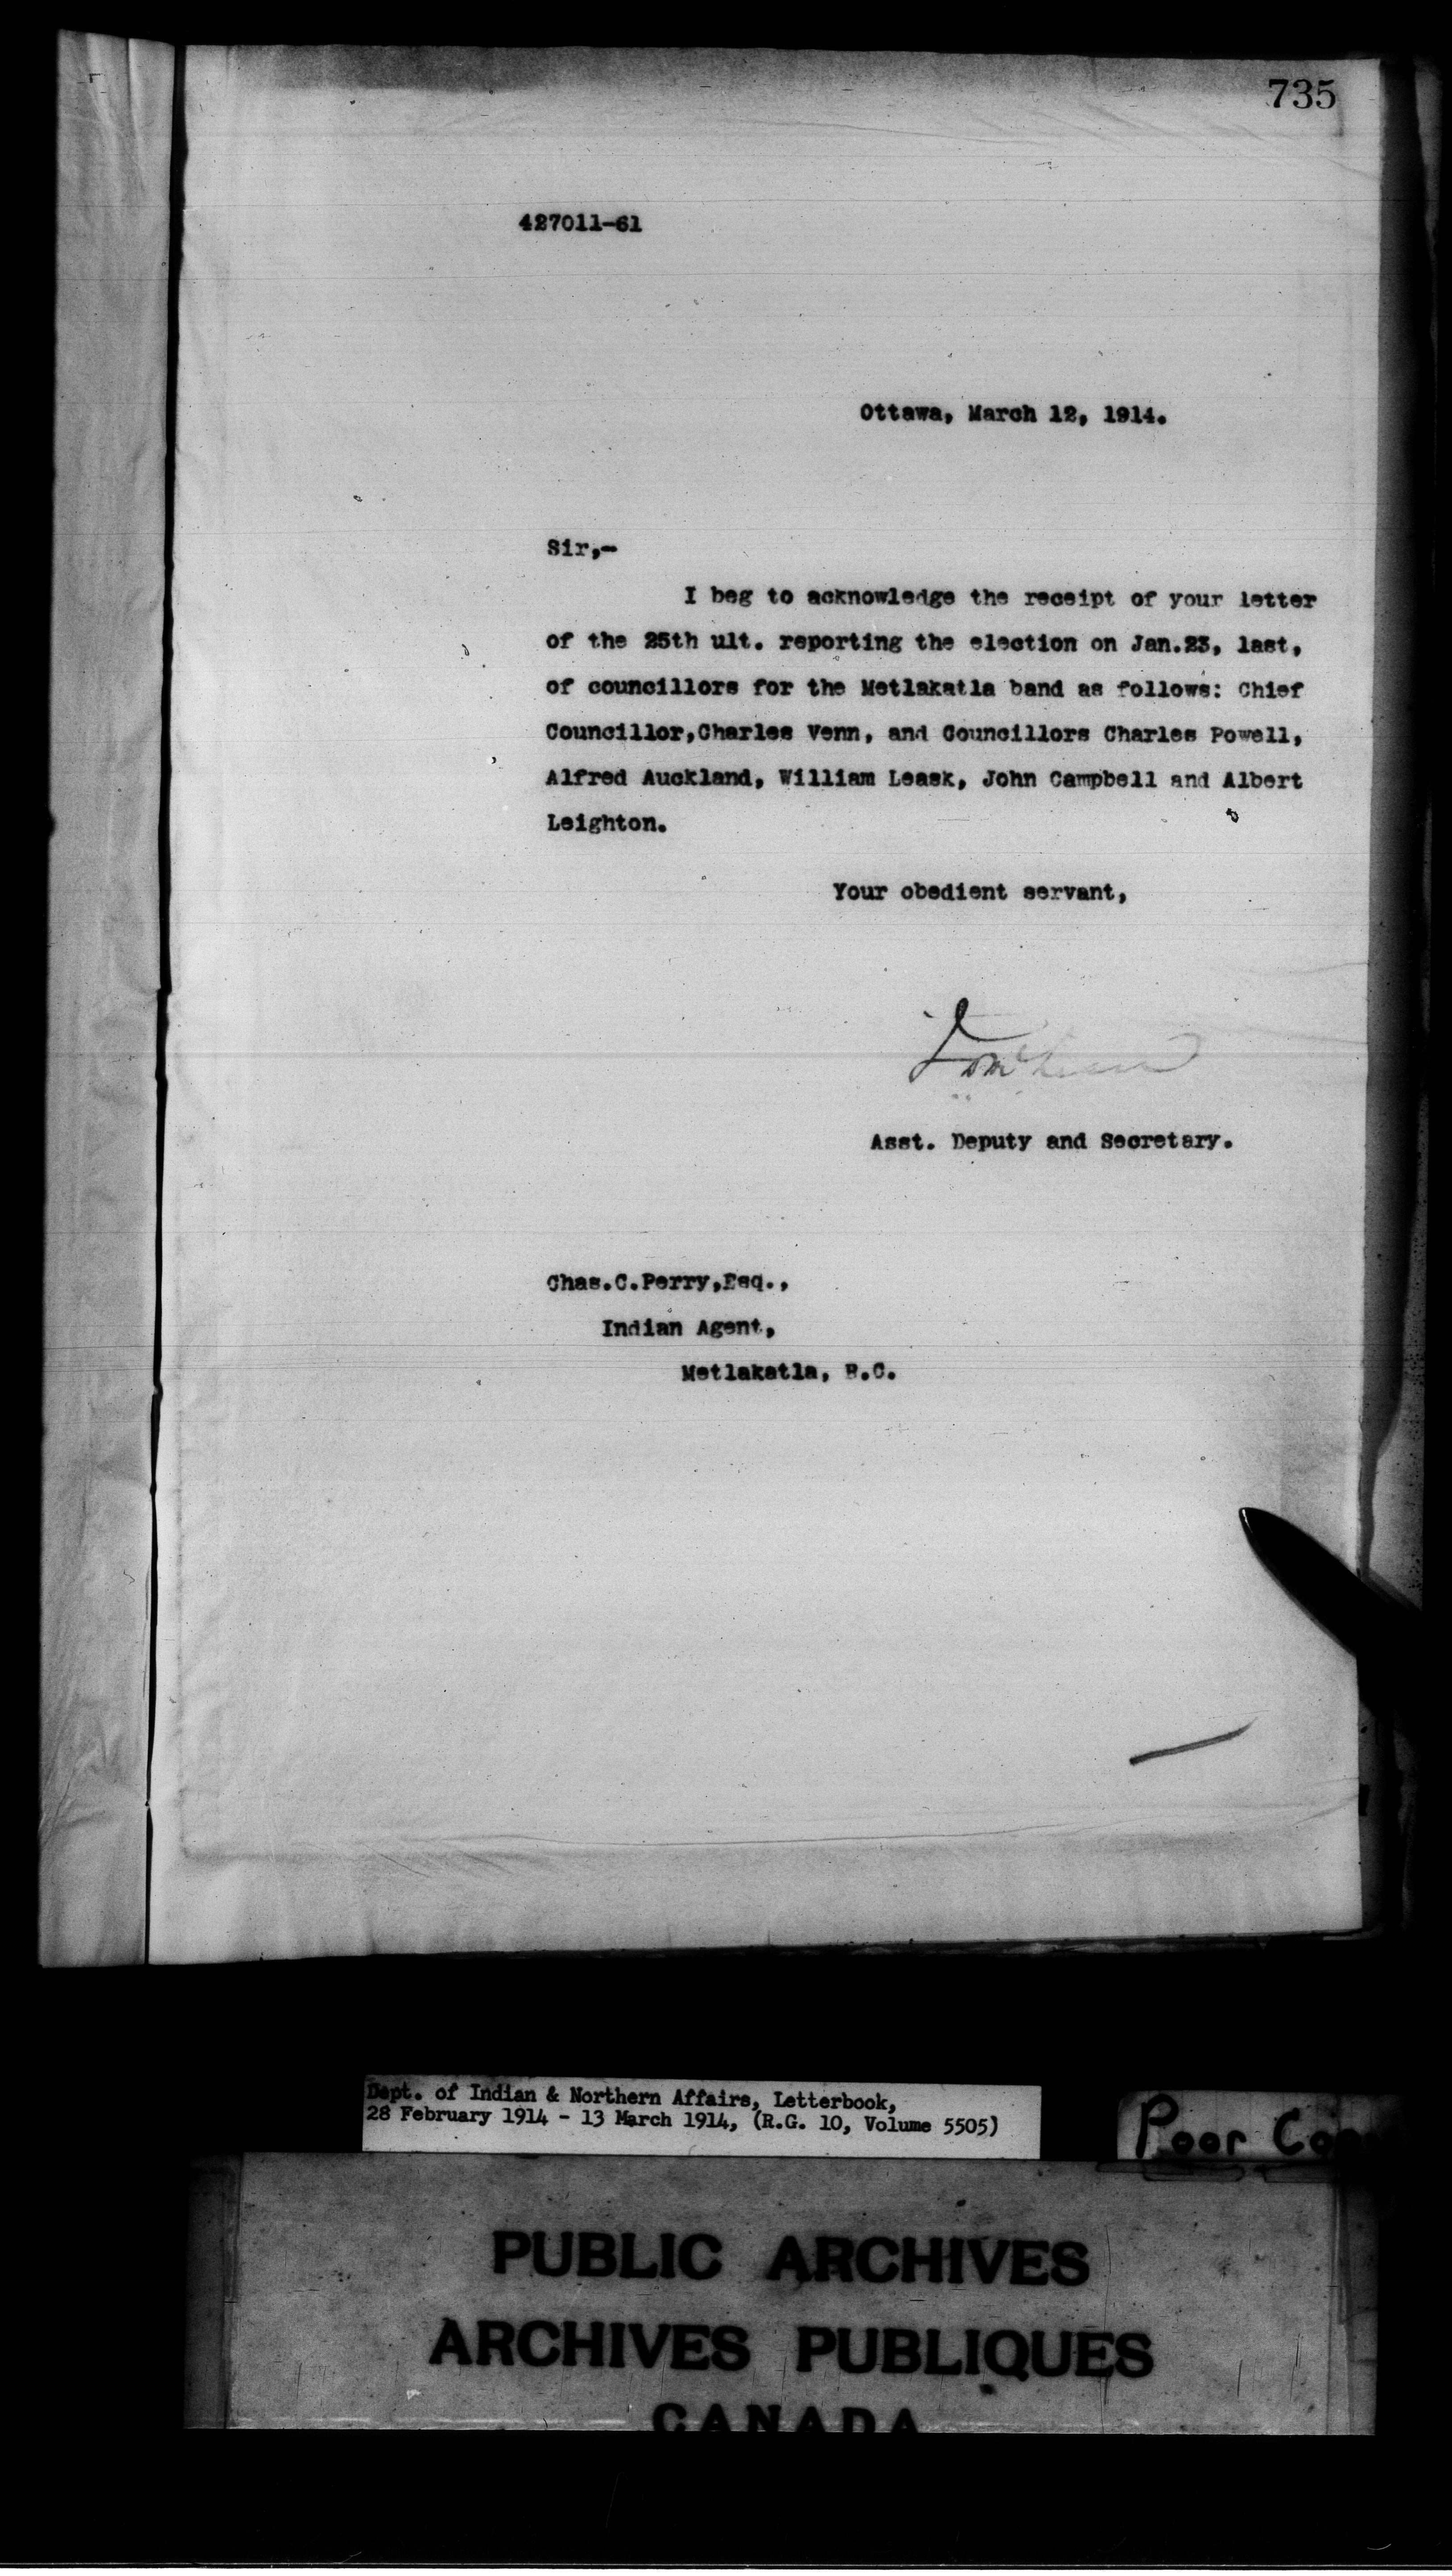 735
427011-61
Ottawa, March 12, 1914.
Sir,-
I beg to acknowledge the receipt of your letter
of the 25th ult. reporting the election on Jan.23, last,
of councillors for the Metlakatla band as follows: Chief
Councillor,Charles Venn, and Councillors Charles Powell,
Alfred Auckland, William Leask, John Campbell and Albert
Leighton.
Your obedient servant,
Asst. Deputy and Secretary.
Chas.C.Perry,Esq.,
Indian Agent,
Metlakatla, B.C.
Dept. of Indian & Northern Affairs, Letterbook,
28 February 1914 - 13 March 1914, (R.G. 10, Volume 5505)
Poor
PUBLIC ARCHIVES
ARCHIVES PUBLIQUES
CANADA